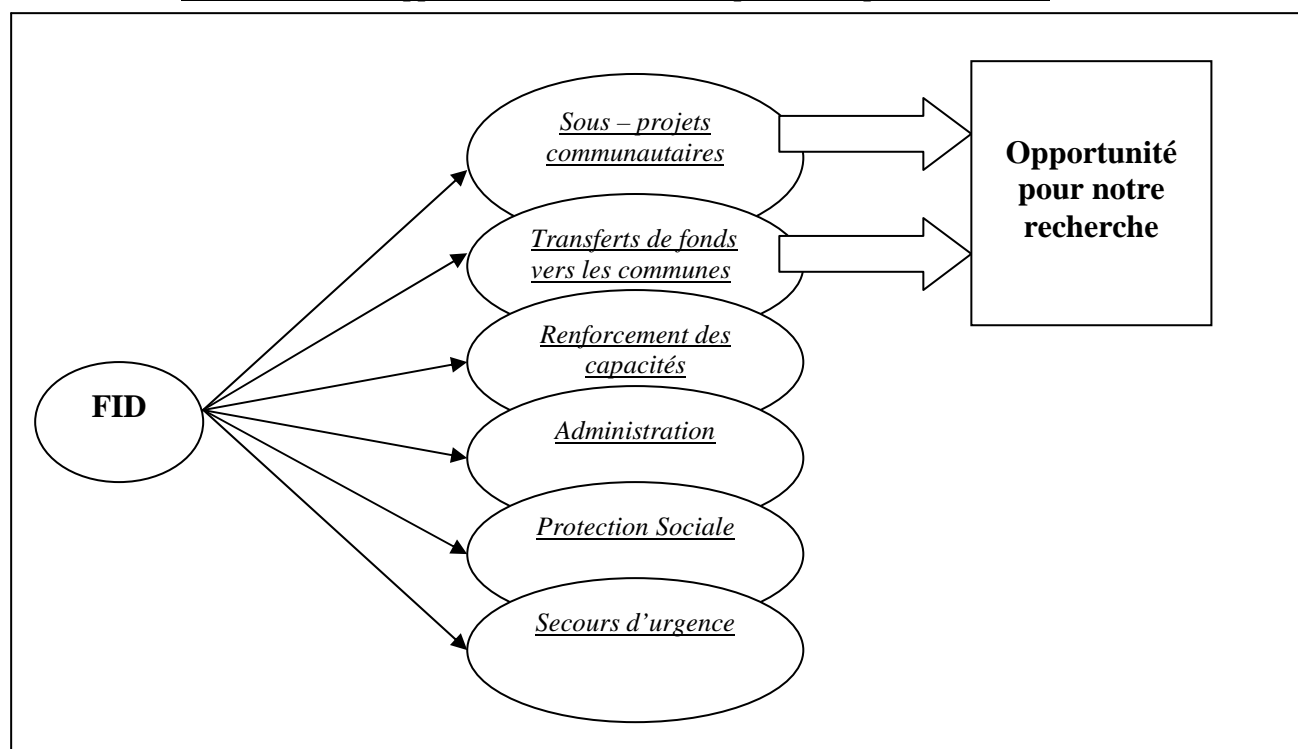 Sous – projets
communautaires
Opportunité
pour notre
recherche
Transferts de fonds
vers les communes
Renforcement des
capacités
FID
Administration
Protection Sociale
Secours d'urgence